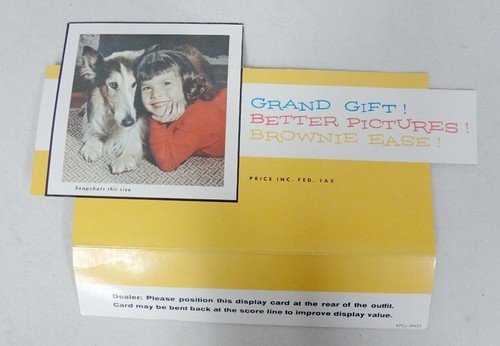 GRAND GIFT!
BETTER PICTURES!
BROWNIE EASE!
Snapshots this size
PRICE INC. FED. TAX
Dealer: Please position this display card at the rear of the outfit.
Card may be bent back at the score line to improve display value.